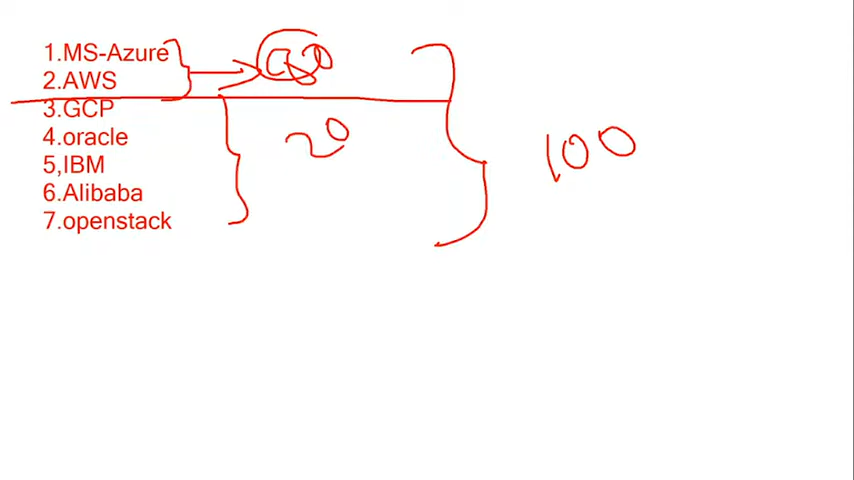 1.MS-Azure
2.AWS
3.GCP
4.oracle
5,IBM
6.Alibaba
7.openstack
20
100